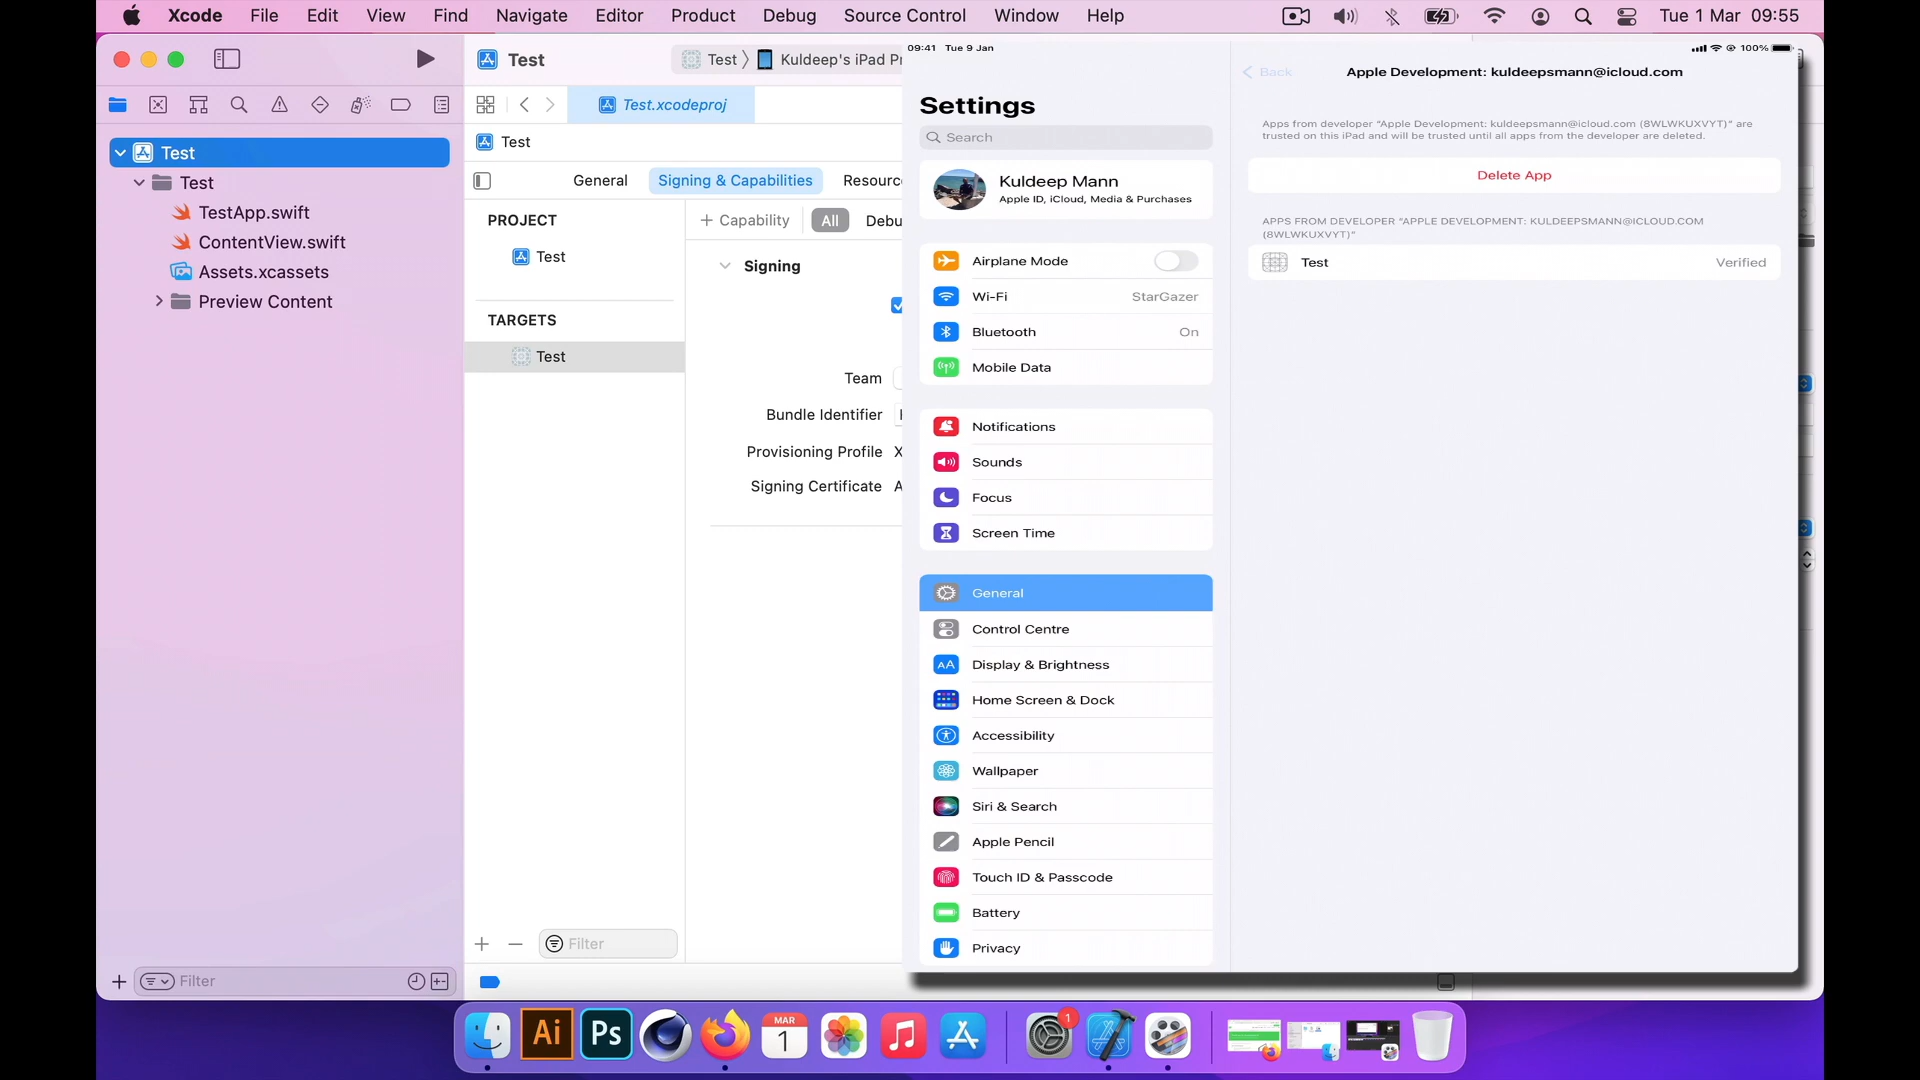 Xcode File Edit View Find Navigate Editor Product Debug Source Control Window Help Tue 1 Mar 09:55
Test
Test
TestApp.swift
ContentView.swift
Assets.xcassets
Preview Content
Filter
Test
Test
Kuldeep's iPad Pr
Test.xcodeproj
Test
General Signing & Capabilities Resourc
PROJECT
Test
TARGETS
Test
Filter
+ Capability All Debu
Signing
Team
Bundle Identifier
Provisioning Profile X
Signing Certificate A
09:41 Tue 9 Jan
100%
Settings
Search
Kuldeep Mann
Apple ID, iCloud, Media & Purchases
Airplane Mode
Wi-Fi StarGazer
Bluetooth On
Mobile Data
Notifications
Sounds
Focus
Screen Time
General
Control Centre
AA Display & Brightness
Home Screen & Dock
Accessibility
Wallpaper
Siri & Search
Apple Pencil
Touch ID & Passcode
Battery
Privacy
Back
Apple Development: kuldeepsmann@icloud.com
Apps from developer “Apple Development: kuldeepsmann@icloud.com (8WLWKUXVYT)” are
trusted on this iPad and will be trusted until all apps from the developer are deleted.
Delete App
APPS FROM DEVELOPER “APPLE DEVELOPMENT: KULDEEPSMANN@ICLOUD.COM
(8WLWKUXVYT)”
Test Verified
Ai
Ps
MAR
1
1